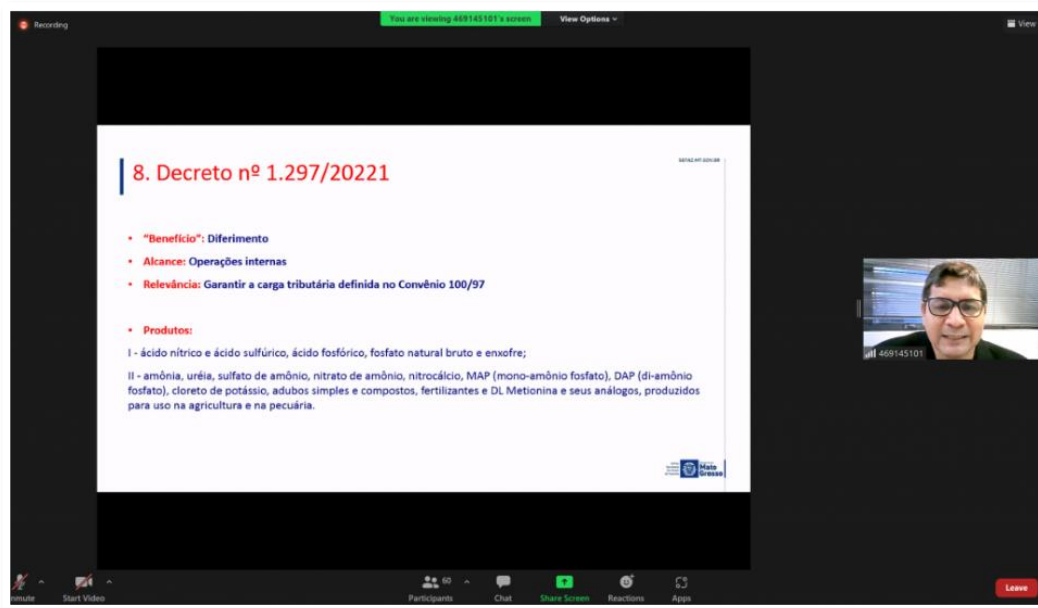 Recording
You are viewing 469145101's screen
View Options
View
8. Decreto nº 1.297/20221
• "Benefício": Diferimento
• Alcance: Operações internas
• Relevância: Garantir a carga tributária definida no Convênio 100/97
• Produtos:
I - ácido nítrico e ácido sulfúrico, ácido fosfórico, fosfato natural bruto e enxofre;
II - amônia, uréia, sulfato de amônio, nitrato de amônio, nitrocálcio, MAP (mono-amônio fosfato), DAP (di-amônio
fosfato), cloreto de potássio, adubos simples e compostos, fertilizantes e DL Metionina e seus análogos, produzidos
para uso na agricultura e na pecuária.
Mato
Grosso
469145101
nmute
Start Video
60
Participants
Chat
Share Screen
Reactions
Apps
Leave